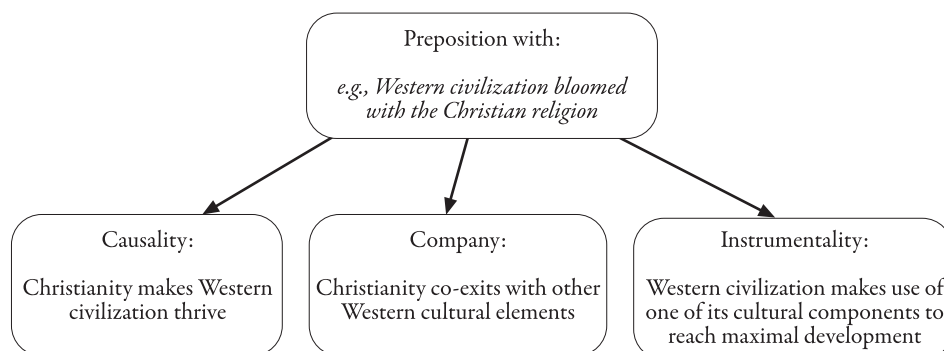 Preposition with:
e.g., Western civilization bloomed
with the Christian religion
Causality:
Christianity makes Western
civilization thrive
Company:
Christianity co-exits with other
Western cultural elements
Instrumentality:
Western civilization makes use of
one of its cultural components to
reach maximal development